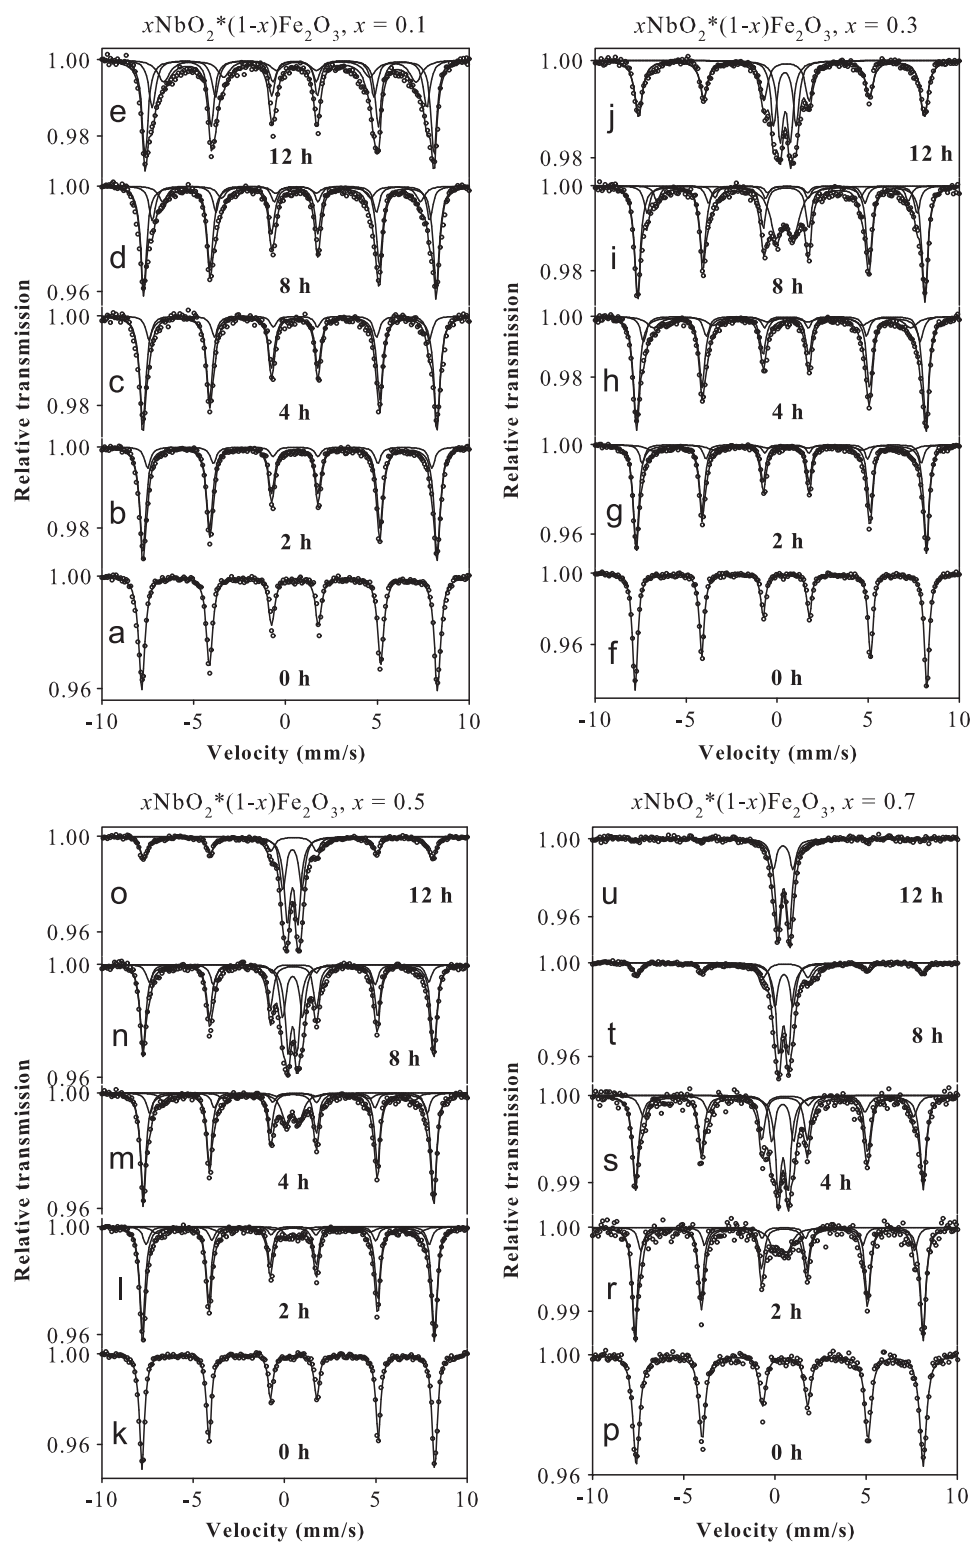 xNbO₂*(1-x)Fe₂O₃, x = 0.1
1.00
e
0.98
12 h
1.00
d
8 h
0.96
1.00
c
4 h
0.98
1.00
b
0.98
2 h
1.00
a
0.96
0 h
-10 -5 0 5 10
Velocity (mm/s)
Relative transmission
xNbO₂*(1-x)Fe₂O₃, x = 0.3
1.00
j
0.98
12 h
1.00
i
0.98
8 h
1.00
h
0.98
4 h
1.00
g
0.96
2 h
1.00
f
0.96
0 h
-10 -5 0 5 10
Velocity (mm/s)
Relative transmission
xNbO₂*(1-x)Fe₂O₃, x = 0.5
1.00
o
12 h
0.96
1.00
n
8 h
0.96
1.00
m
4 h
0.96
1.00
l
2 h
0.96
1.00
k
0.96
0 h
-10 -5 0 5 10
Velocity (mm/s)
Relative transmission
xNbO₂*(1-x)Fe₂O₃, x = 0.7
1.00
u
12 h
0.96
1.00
t
8 h
0.96
1.00
s
4 h
0.99
1.00
r
2 h
0.99
1.00
p
0 h
0.96
-10 -5 0 5 10
Velocity (mm/s)
Relative transmission